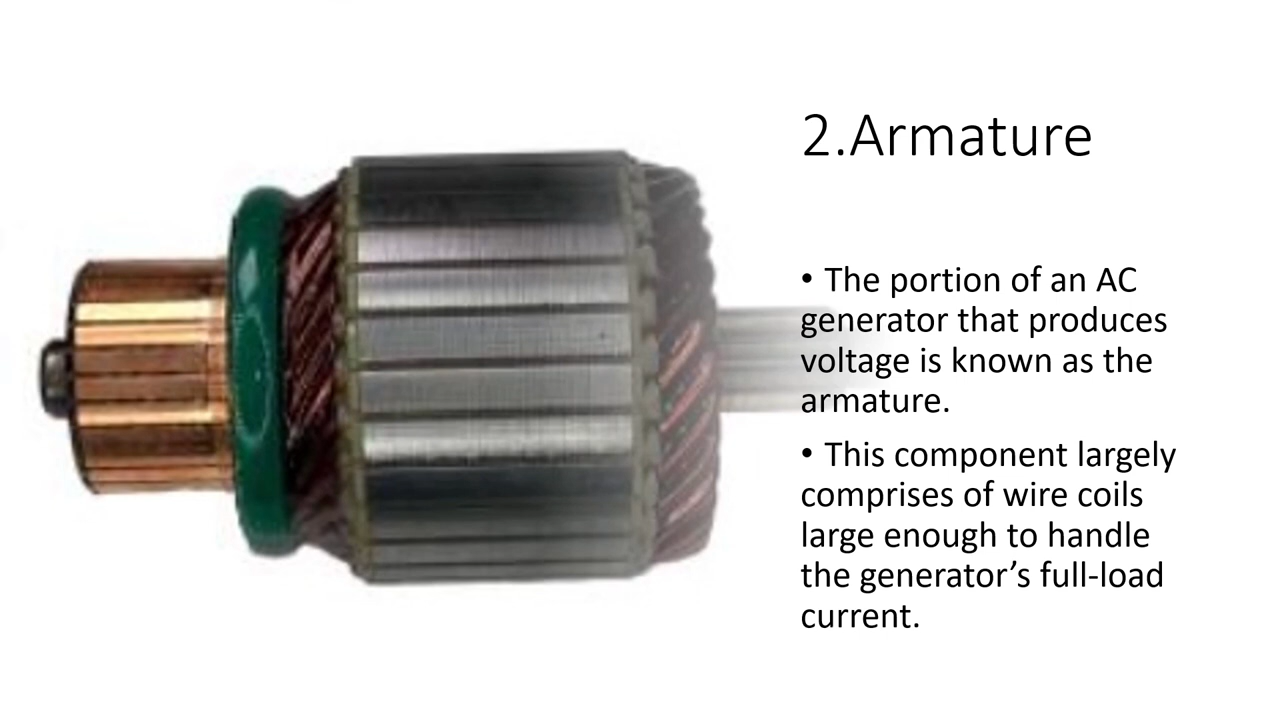 2.Armature
• The portion of an AC
generator that produces
voltage is known as the
armature.
• This component largely
comprises of wire coils
large enough to handle
the generator’s full-load
current.